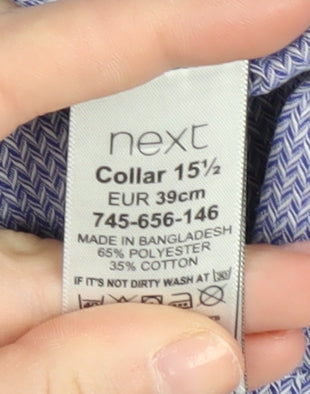 next
Collar 15½
EUR 39cm
745-656-146
MADE IN BANGLADESH
65% POLYESTER
35% COTTON
IF IT'S NOT DIRTY WASH AT 30